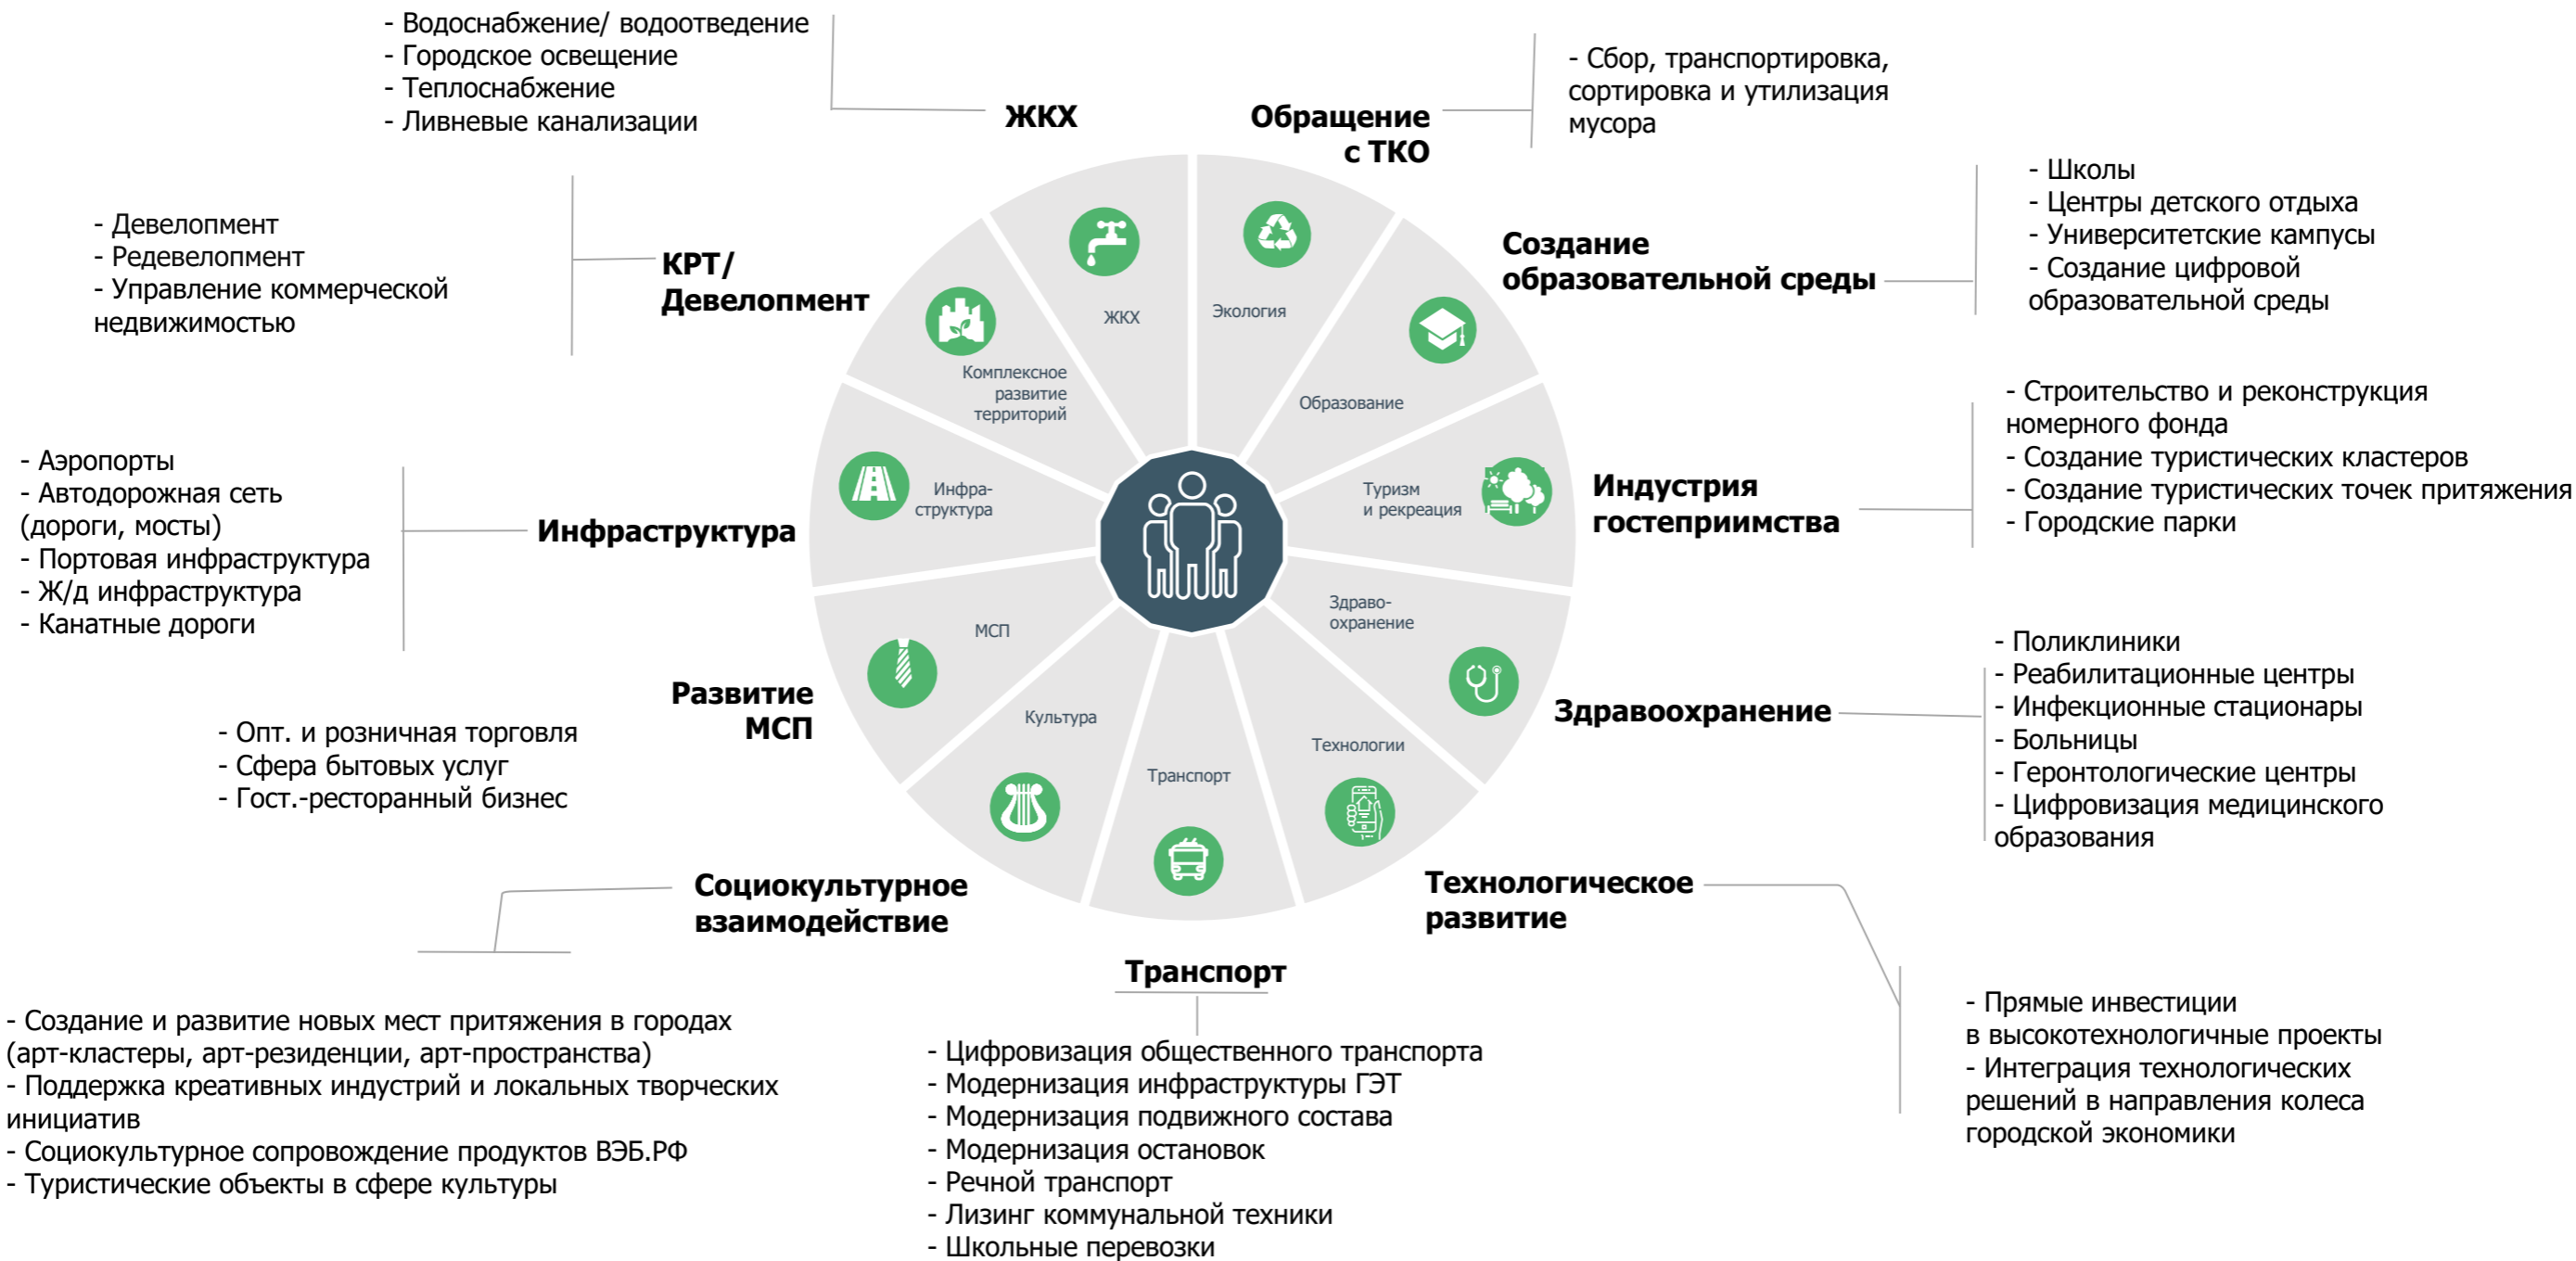 - Водоснабжение/ водоотведение
- Городское освещение
- Теплоснабжение
- Ливневые канализации
ЖКХ
Обращение
с ТКО
- Сбор, транспортировка,
сортировка и утилизация
мусора
- Девелопмент
- Редевелопмент
- Управление коммерческой
недвижимостью
КРТ/
Девелопмент
Создание
образовательной среды
- Школы
- Центры детского отдыха
- Университетские кампусы
- Создание цифровой
образовательной среды
ЖКХ
Экология
Комплексное
развитие
территорий
Образование
- Аэропорты
- Автодорожная сеть
(дороги, мосты)
- Портовая инфраструктура
- Ж/д инфраструктура
- Канатные дороги
Инфраструктура
Инфра-
структура
Туризм
и рекреация
Индустрия
гостеприимства
- Строительство и реконструкция
номерного фонда
- Создание туристических кластеров
- Создание туристических точек притяжения
- Городские парки
МСП
Здраво-
охранение
Развитие
МСП
- Опт. и розничная торговля
- Сфера бытовых услуг
- Гост.-ресторанный бизнес
Культура
Транспорт
Технологии
Здравоохранение
- Поликлиники
- Реабилитационные центры
- Инфекционные стационары
- Больницы
- Геронтологические центры
- Цифровизация медицинского
образования
Социокультурное
взаимодействие
- Создание и развитие новых мест притяжения в городах
(арт-кластеры, арт-резиденции, арт-пространства)
- Поддержка креативных индустрий и локальных творческих
инициатив
- Социокультурное сопровождение продуктов ВЭБ.РФ
- Туристические объекты в сфере культуры
Транспорт
- Цифровизация общественного транспорта
- Модернизация инфраструктуры ГЭТ
- Модернизация подвижного состава
- Модернизация остановок
- Речной транспорт
- Лизинг коммунальной техники
- Школьные перевозки
Технологическое
развитие
- Прямые инвестиции
в высокотехнологичные проекты
- Интеграция технологических
решений в направления колеса
городской экономики